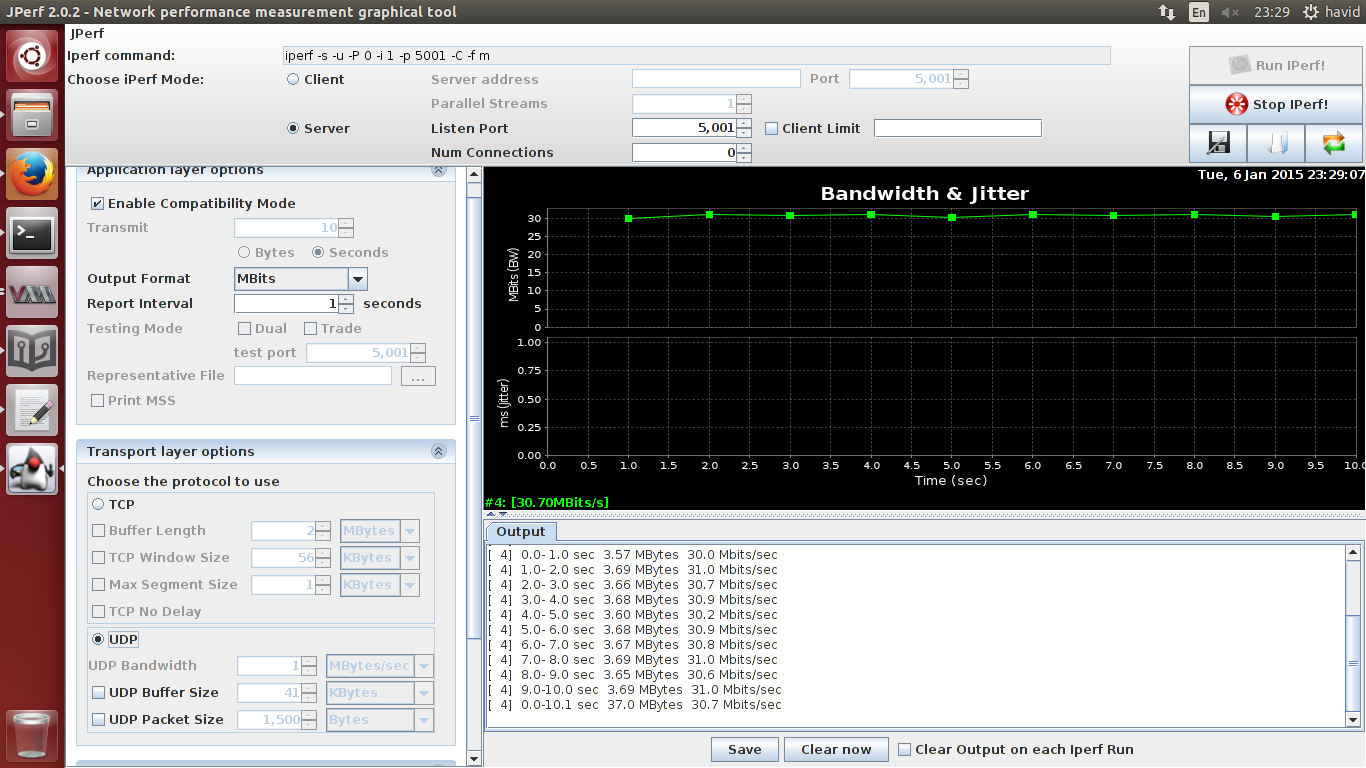 JPerf 2.0.2 - Network performance measurement graphical tool
En 23:29 havid
JPerf
Iperf command: iperf -s -u -P 0 -i 1 -p 5001 -C -f m
Choose iPerf Mode: Client Server address Port 5,001
Parallel Streams 1
Server Listen Port 5,001 Client Limit
Num Connections 0
Run IPerf!
Stop IPerf!
Application layer options
Enable Compatibility Mode
Transmit 10
Bytes Seconds
Output Format MBits
Report Interval 1 seconds
Testing Mode Dual Trade
test port 5,001
Representative File ...
Print MSS
Transport layer options
Choose the protocol to use
TCP
Buffer Length 2 MBytes
TCP Window Size 56 KBytes
Max Segment Size 1 KBytes
TCP No Delay
UDP
UDP Bandwidth 1 MBytes/sec
UDP Buffer Size 41 KBytes
UDP Packet Size 1,500 Bytes
Tue, 6 Jan 2015 23:29:07
Bandwidth & Jitter
MBits (BW)
30
25
20
15
10
5
0
ms (Jitter)
1.00
0.75
0.50
0.25
0.00
0.0 0.5 1.0 1.5 2.0 2.5 3.0 3.5 4.0 4.5 5.0 5.5 6.0 6.5 7.0 7.5 8.0 8.5 9.0 9.5 10.0
Time (sec)
#4: [30.70MBits/s]
Output
[ 4] 0.0- 1.0 sec 3.57 MBytes 30.0 Mbits/sec
[ 4] 1.0- 2.0 sec 3.69 MBytes 31.0 Mbits/sec
[ 4] 2.0- 3.0 sec 3.66 MBytes 30.7 Mbits/sec
[ 4] 3.0- 4.0 sec 3.68 MBytes 30.9 Mbits/sec
[ 4] 4.0- 5.0 sec 3.60 MBytes 30.2 Mbits/sec
[ 4] 5.0- 6.0 sec 3.68 MBytes 30.9 Mbits/sec
[ 4] 6.0- 7.0 sec 3.67 MBytes 30.8 Mbits/sec
[ 4] 7.0- 8.0 sec 3.69 MBytes 31.0 Mbits/sec
[ 4] 8.0- 9.0 sec 3.65 MBytes 30.6 Mbits/sec
[ 4] 9.0-10.0 sec 3.69 MBytes 31.0 Mbits/sec
[ 4] 0.0-10.1 sec 37.0 MBytes 30.7 Mbits/sec
Save Clear now Clear Output on each Iperf Run